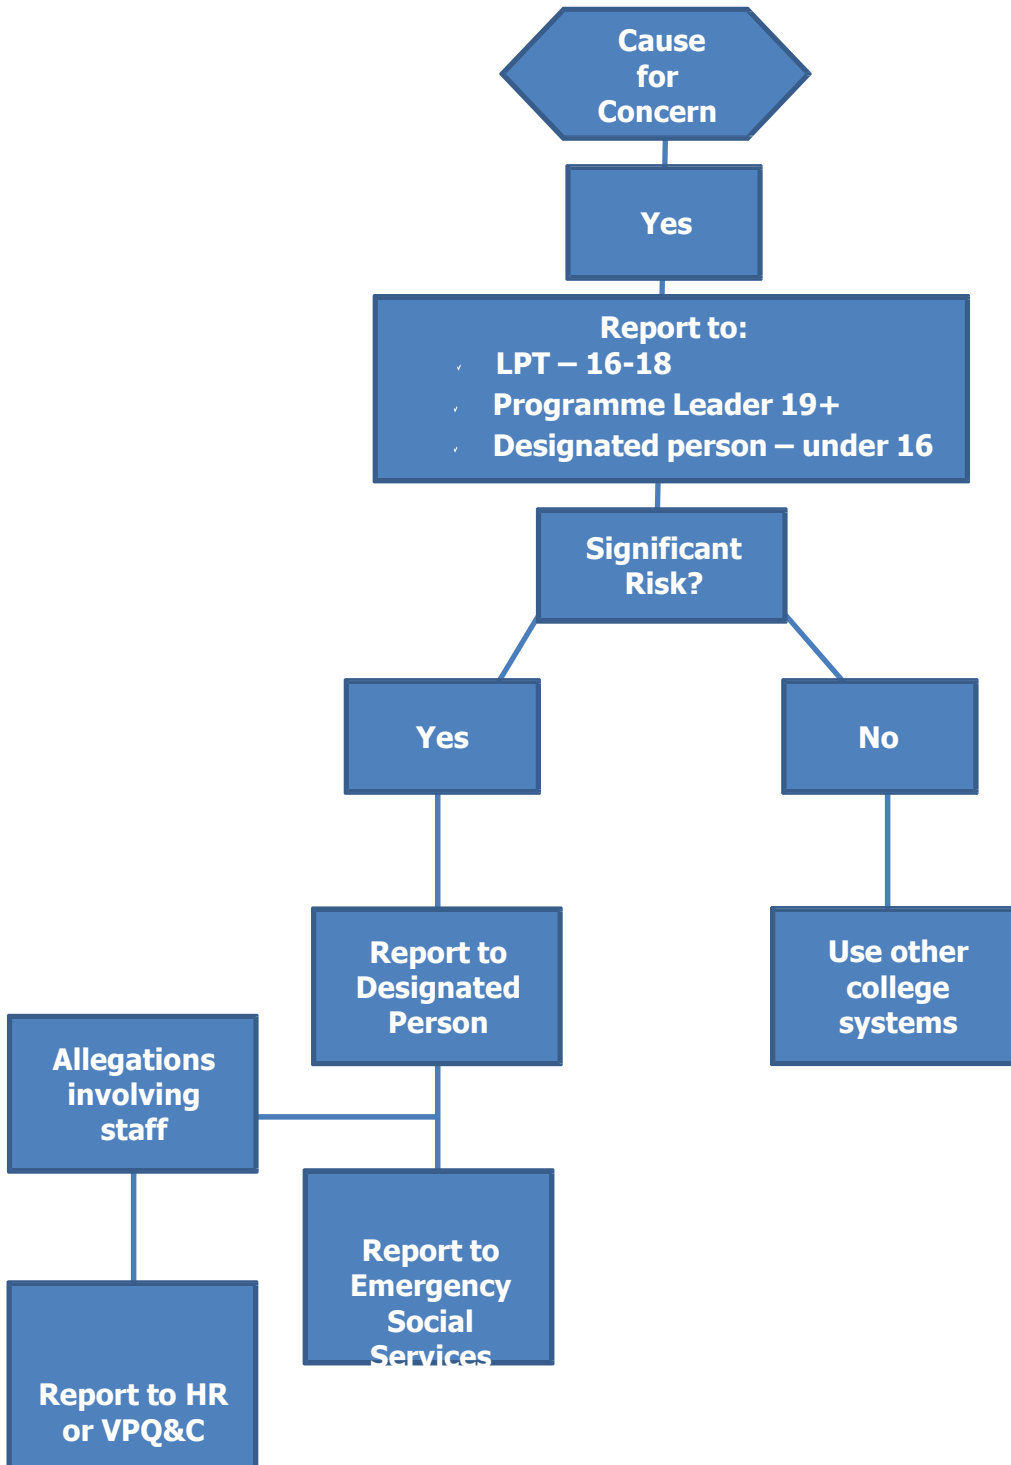 Cause
for
Concern
Yes
Report to:
✓ LPT – 16-18
✓ Programme Leader 19+
✓ Designated person – under 16
Significant
Risk?
Yes
No
Report to
Designated
Person
Use other
college
systems
Allegations
involving
staff
Report to
Emergency
Social
Services
Report to HR
or VPQ&C